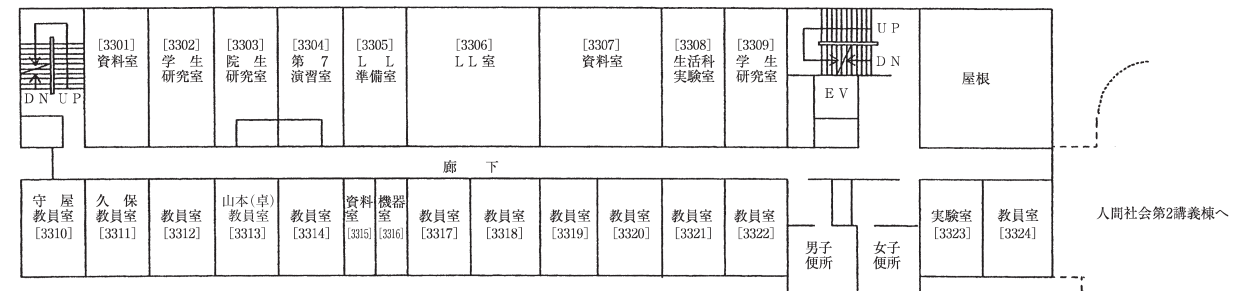 DN UP
[3301]
資料室
[3302]
学生
研究室
[3303]
院生
研究室
[3304]
第7
演習室
[3305]
LL
準備室
[3306]
LL室
[3307]
資料室
[3308]
生活科
実験室
[3309]
学生
研究室
UP
DN
EV
屋根
廊下
守屋
教員室
[3310]
久保
教員室
[3311]
教員室
[3312]
山本(卓)
教員室
[3313]
教員室
[3314]
資料
室
[3315]
機器
室
[3316]
教員室
[3317]
教員室
[3318]
教員室
[3319]
教員室
[3320]
教員室
[3321]
教員室
[3322]
男子
便所
女子
便所
実験室
[3323]
教員室
[3324]
人間社会第2講義棟へ